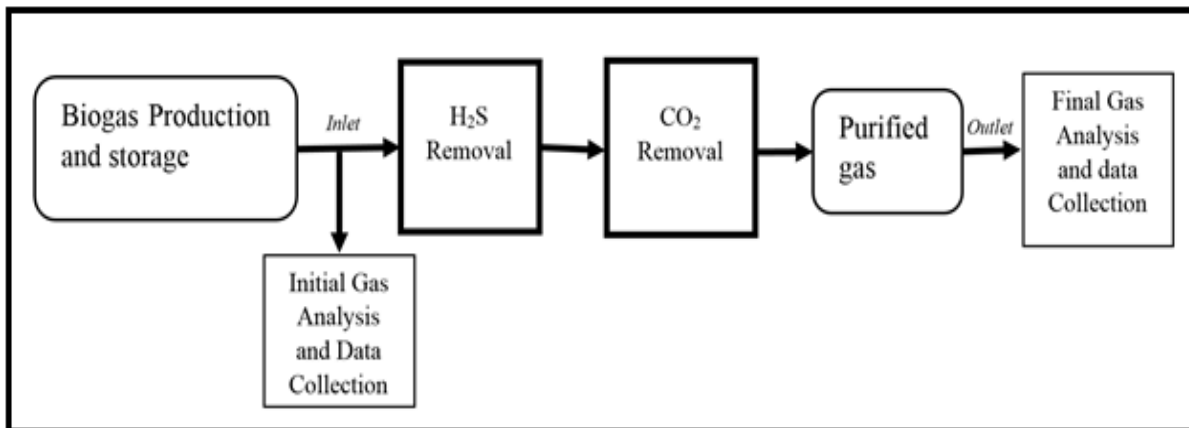 Biogas Production
and storage
Inlet
H₂S
Removal
CO₂
Removal
Purified
gas
Outlet
Final Gas
Analysis
and data
Collection
Initial Gas
Analysis
and Data
Collection